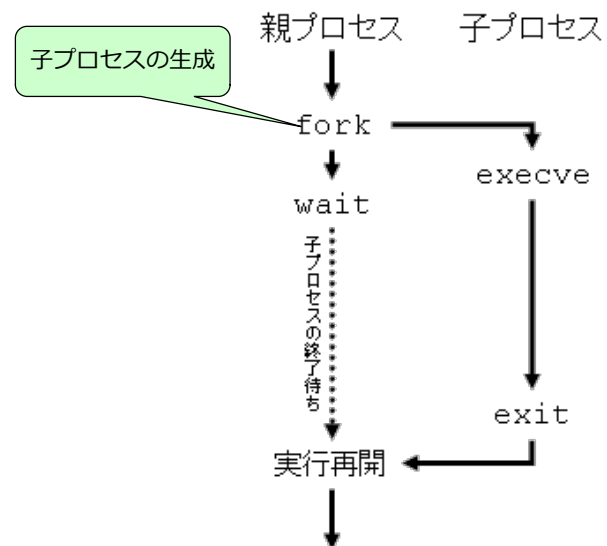 親プロセス 子プロセス
子プロセスの生成
fork
execve
wait
子プロセスの終了待ち
exit
実行再開